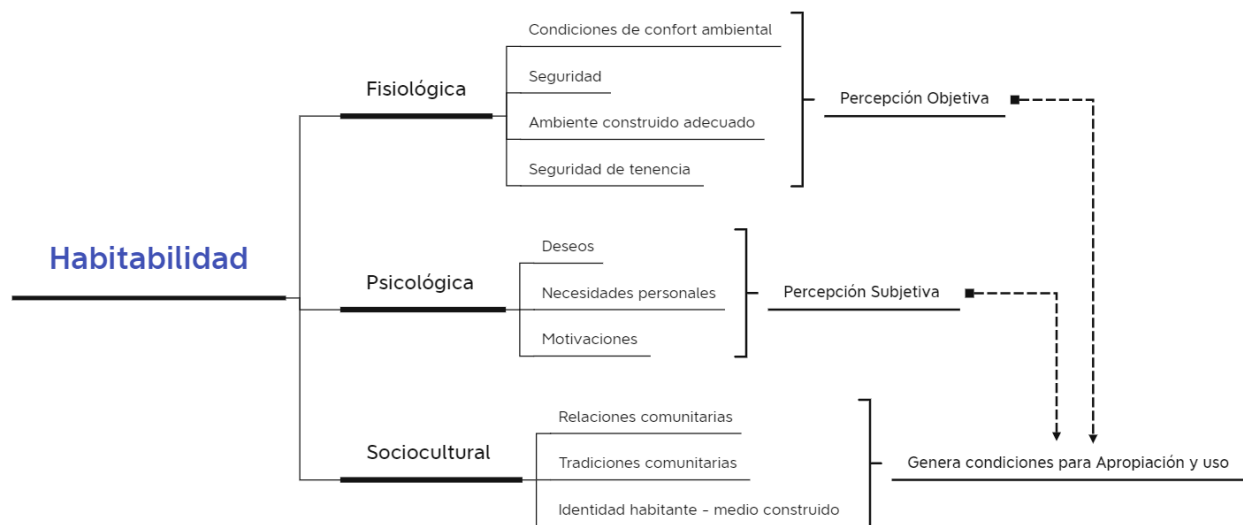 Habitabilidad
Fisiológica
Condiciones de confort ambiental
Seguridad
Ambiente construido adecuado
Seguridad de tenencia
Percepción Objetiva
Psicológica
Deseos
Necesidades personales
Motivaciones
Percepción Subjetiva
Sociocultural
Relaciones comunitarias
Tradiciones comunitarias
Identidad habitante - medio construido
Genera condiciones para Apropiación y uso